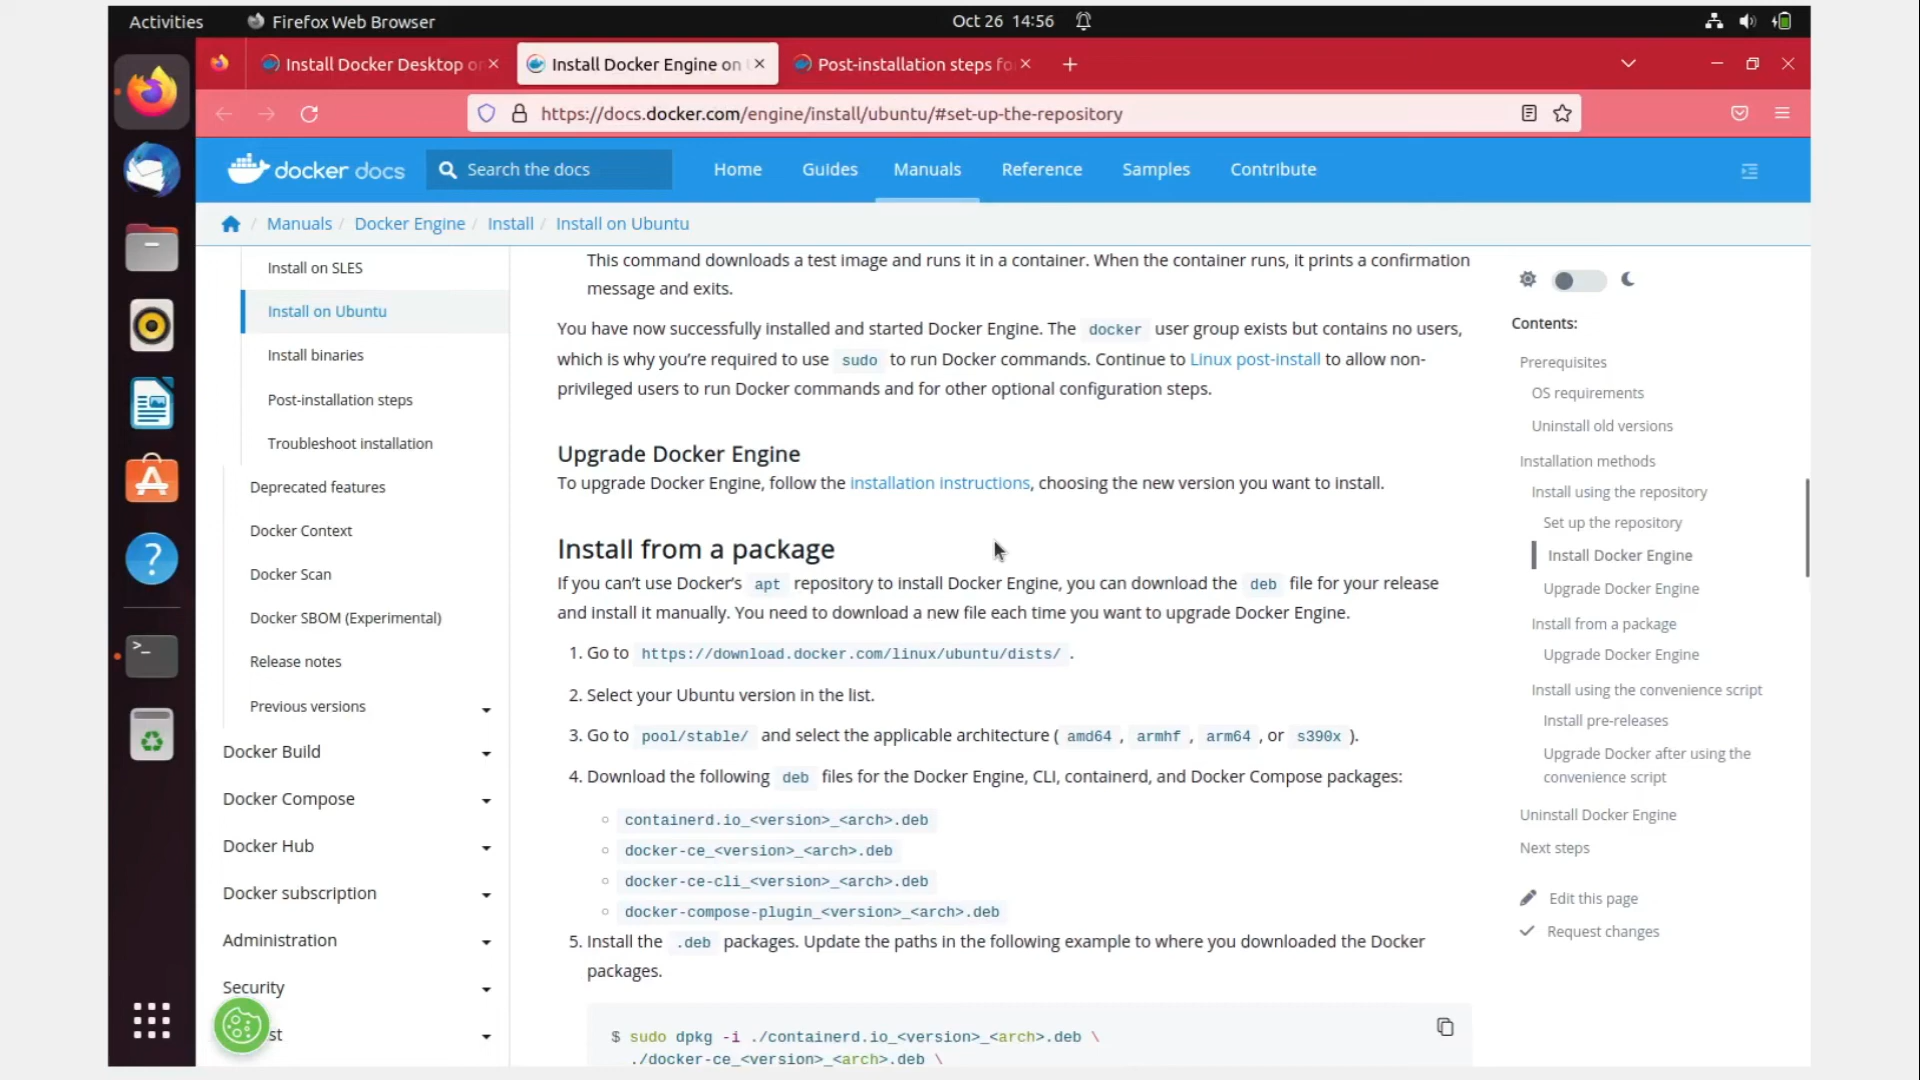 Activities Firefox Web Browser Oct 26 14:56
Install Docker Desktop o Install Docker Engine on Post-installation steps fo
https://docs.docker.com/engine/install/ubuntu/#set-up-the-repository
docker docs Search the docs Home Guides Manuals Reference Samples Contribute
/ Manuals / Docker Engine / Install / Install on Ubuntu
Install on SLES
Install on Ubuntu
Install binaries
Post-installation steps
Troubleshoot installation
Deprecated features
Docker Context
Docker Scan
Docker SBOM (Experimental)
Release notes
Previous versions
Docker Build
Docker Compose
Docker Hub
Docker subscription
Administration
Security
st
This command downloads a test image and runs it in a container. When the container runs, it prints a confirmation
message and exits.
You have now successfully installed and started Docker Engine. The docker user group exists but contains no users,
which is why you’re required to use sudo to run Docker commands. Continue to Linux post-install to allow non-
privileged users to run Docker commands and for other optional configuration steps.
Upgrade Docker Engine
To upgrade Docker Engine, follow the installation instructions, choosing the new version you want to install.
Install from a package
If you can’t use Docker’s apt repository to install Docker Engine, you can download the deb file for your release
and install it manually. You need to download a new file each time you want to upgrade Docker Engine.
1. Go to https://download.docker.com/linux/ubuntu/dists/ .
2. Select your Ubuntu version in the list.
3. Go to pool/stable/ and select the applicable architecture ( amd64 , armhf , arm64 , or s390x ).
4. Download the following deb files for the Docker Engine, CLI, containerd, and Docker Compose packages:
containerd.io_<version>_<arch>.deb
docker-ce_<version>_<arch>.deb
docker-ce-cli_<version>_<arch>.deb
docker-compose-plugin_<version>_<arch>.deb
5. Install the .deb packages. Update the paths in the following example to where you downloaded the Docker
packages.
$ sudo dpkg -i ./containerd.io_<version>_<arch>.deb \
./docker-ce_<version>_<arch>.deb \
Contents:
Prerequisites
OS requirements
Uninstall old versions
Installation methods
Install using the repository
Set up the repository
Install Docker Engine
Upgrade Docker Engine
Install from a package
Upgrade Docker Engine
Install using the convenience script
Install pre-releases
Upgrade Docker after using the
convenience script
Uninstall Docker Engine
Next steps
Edit this page
Request changes